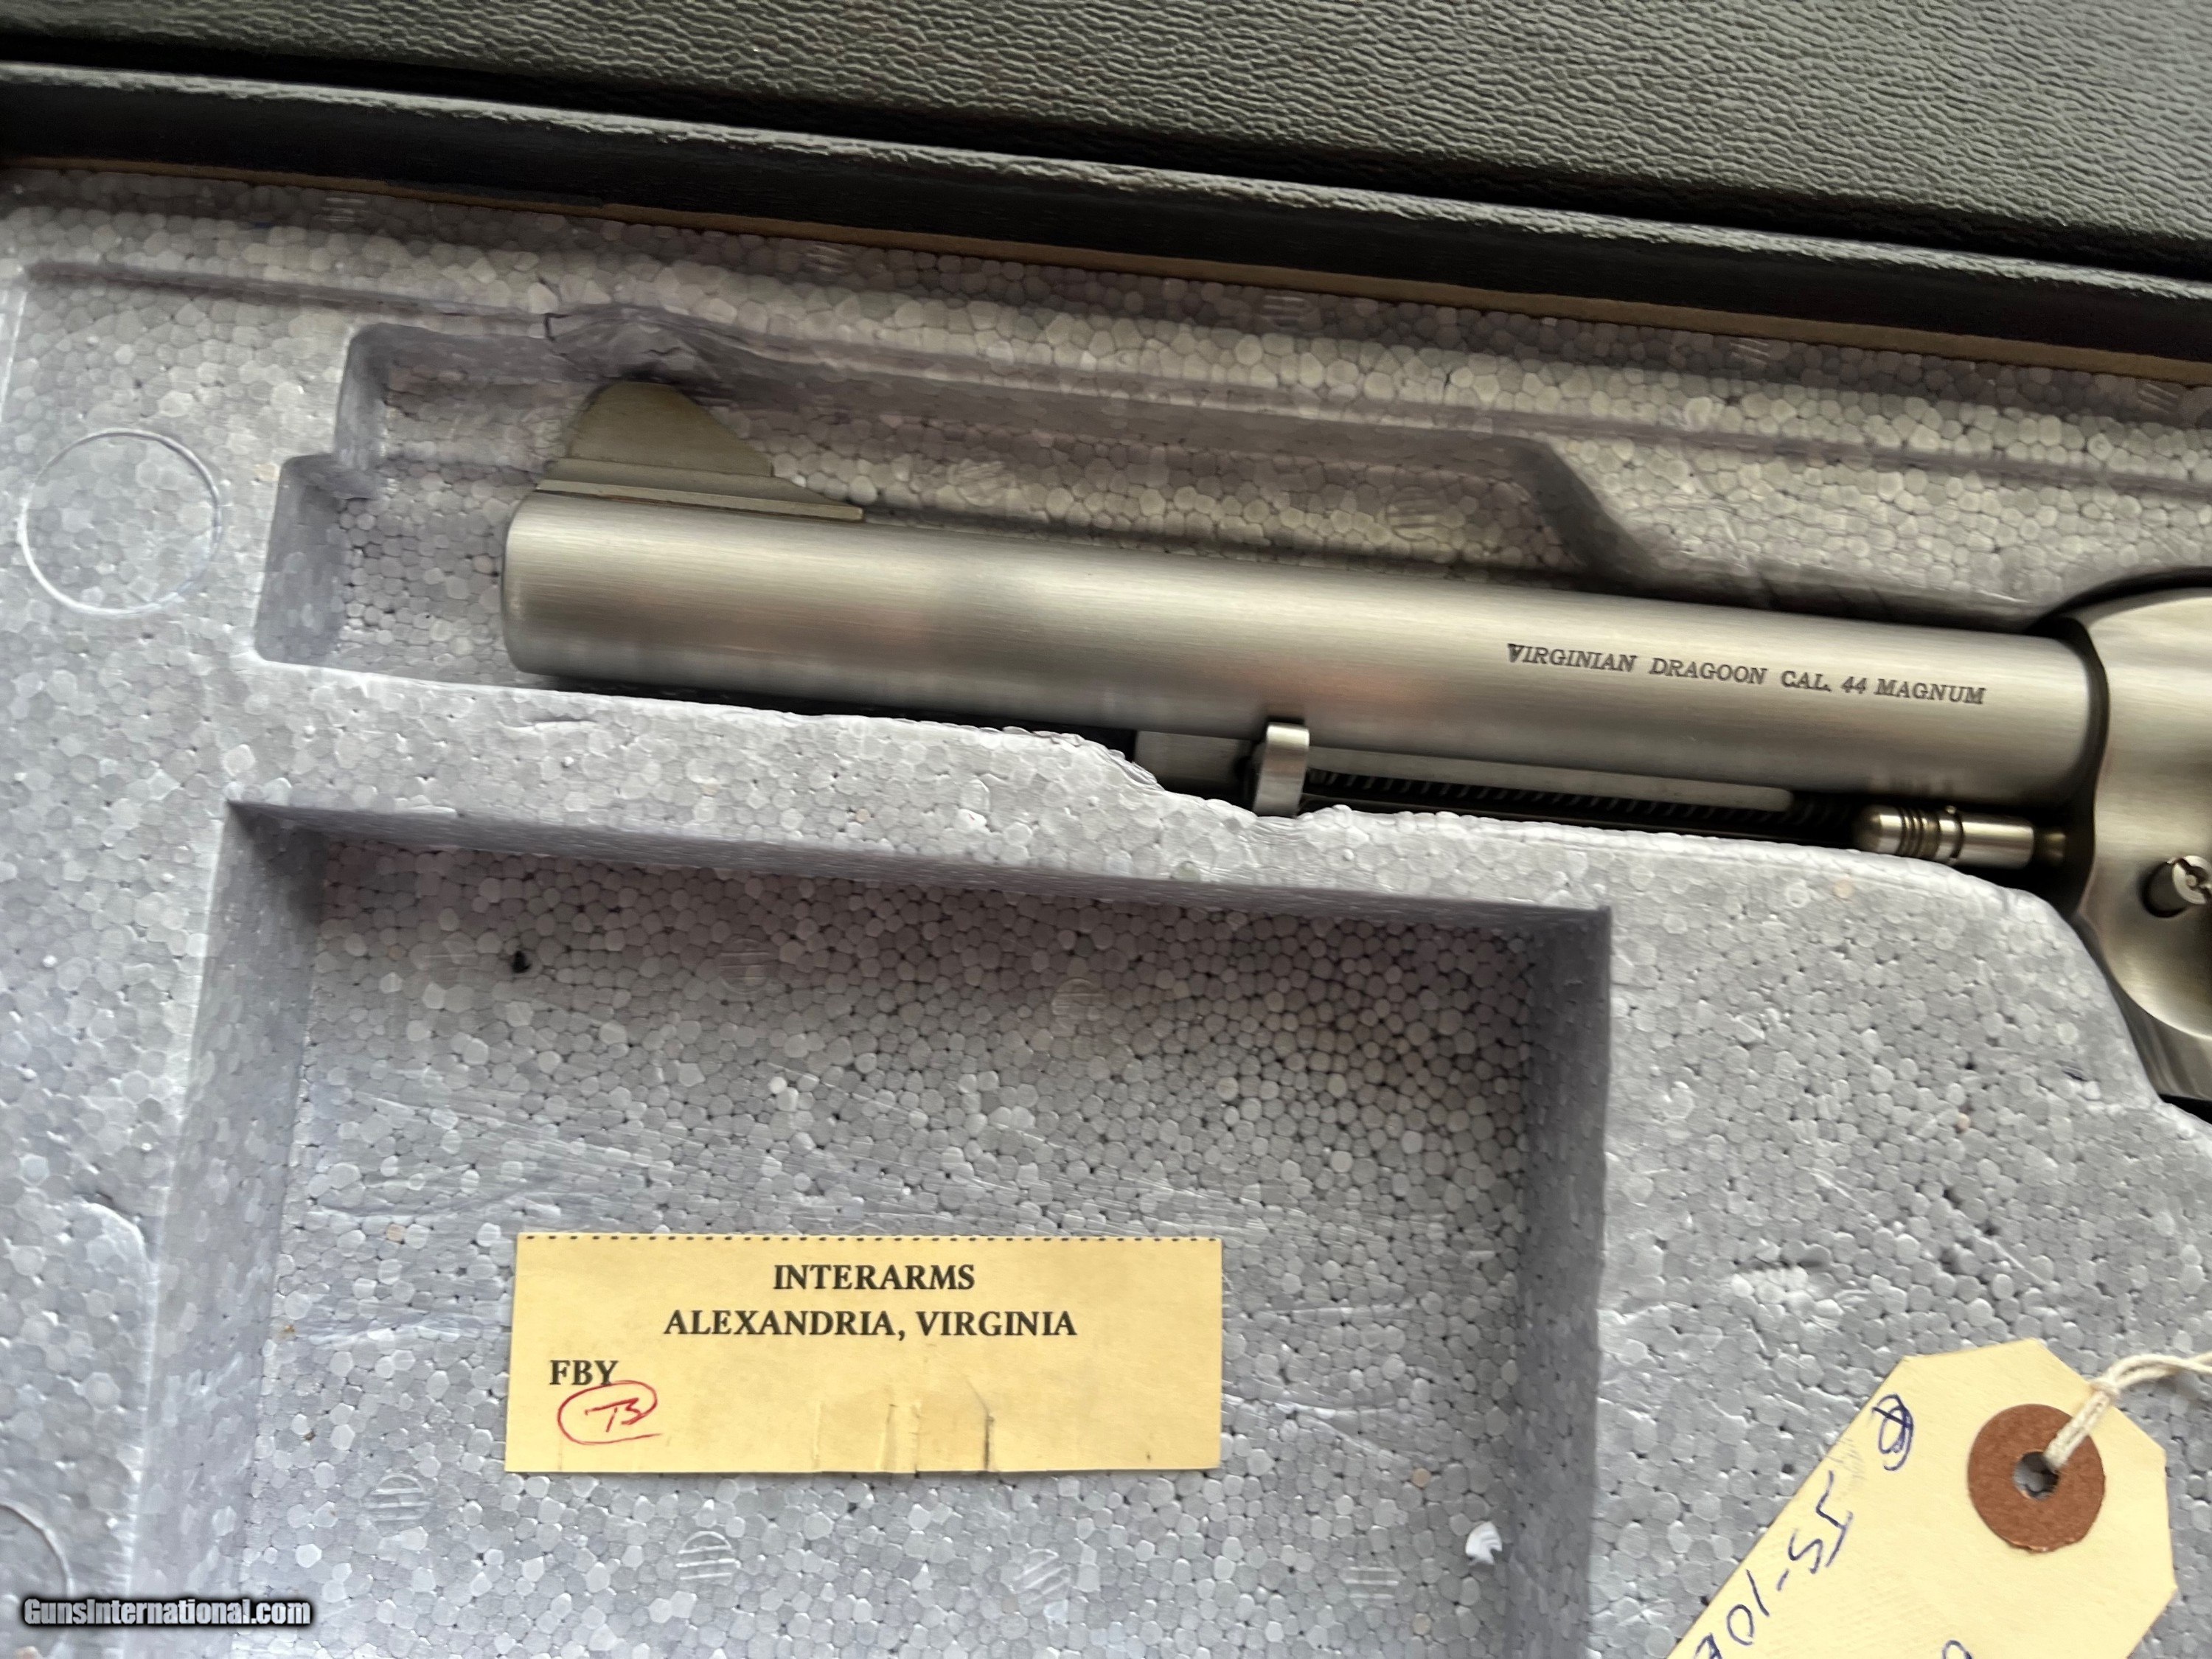 VIRGINIAN DRAGOON CAL. 44 MAGNUM
INTERARMS
ALEXANDRIA, VIRGINIA
FBY
TB
GunsInternational.com